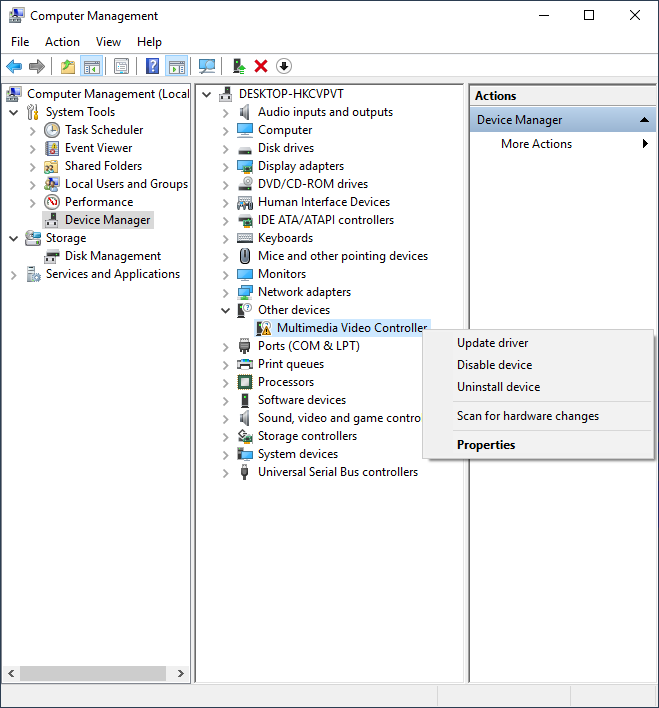 Computer Management
File Action View Help
Computer Management (Local
System Tools
Task Scheduler
Event Viewer
Shared Folders
Local Users and Groups
Performance
Device Manager
Storage
Disk Management
Services and Applications
DESKTOP-HKCVPVT
Audio inputs and outputs
Computer
Disk drives
Display adapters
DVD/CD-ROM drives
Human Interface Devices
IDE ATA/ATAPI controllers
Keyboards
Mice and other pointing devices
Monitors
Network adapters
Other devices
Multimedia Video Controller
Ports (COM & LPT)
Print queues
Processors
Software devices
Sound, video and game contro
Storage controllers
System devices
Universal Serial Bus controllers
Update driver
Disable device
Uninstall device
Scan for hardware changes
Properties
Actions
Device Manager
More Actions